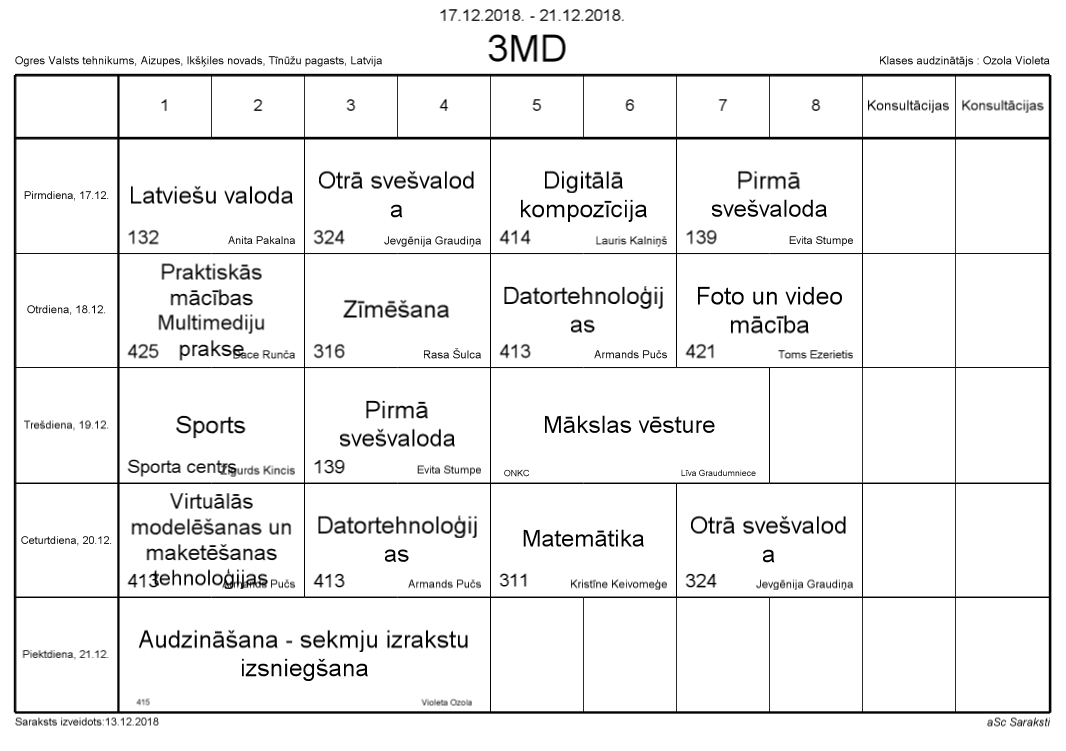 17.12.2018. - 21.12.2018.
3MD
Ogres Valsts tehnikums, Aizupes, Ikšķiles novads, Tīnūžu pagasts, Latvija
Klases audzinātājs : Ozola Violeta
1 2 3 4 5 6 7 8 Konsultācijas Konsultācijas
Pirmdiena, 17.12.
Latviešu valoda
132 Anita Pakalna
Otrā svešvalod
a
324 Jevgēnija Graudiņa
Digitālā
kompozīcija
414 Lauris Kalniņš
Pirmā
svešvaloda
139 Evita Stumpe
Otrdiena, 18.12.
Praktiskās
mācības
Multimediju
prakse
425 Dace Runča
Zīmēšana
316 Rasa Šulca
Datortehnoloģij
as
413 Armands Pučs
Foto un video
mācība
421 Toms Ezerietis
Trešdiena, 19.12.
Sports
Sporta centrs Zigurds Kincis
Pirmā
svešvaloda
139 Evita Stumpe
Mākslas vēsture
ONKC Līva Graudumniece
Ceturtdiena, 20.12.
Virtuālās
modelēšanas un
maketēšanas
tehnoloģijas
413 Armands Pučs
Datortehnoloģij
as
413 Armands Pučs
Matemātika
311 Kristīne Keivomeģe
Otrā svešvalod
a
324 Jevgēnija Graudiņa
Piektdiena, 21.12.
Audzināšana - sekmju izrakstu
izsniegšana
415 Violeta Ozola
Saraksts izveidots:13.12.2018
aSc Saraksti